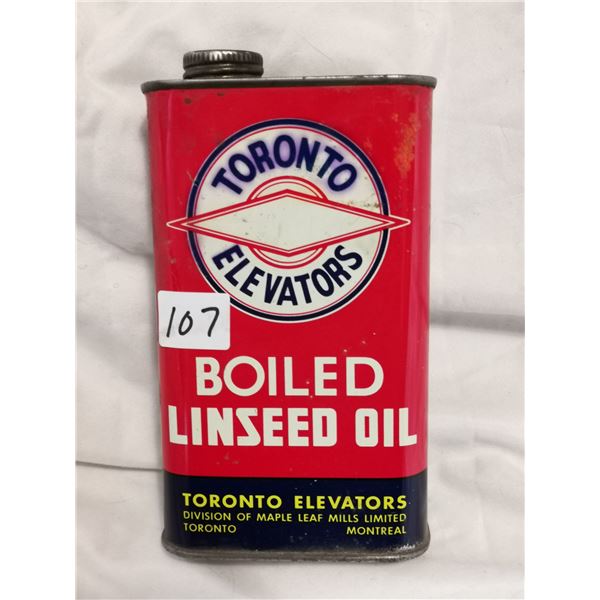 TORONTO
ELEVATORS
107
BOILED
LINSEED OIL
TORONTO ELEVATORS
DIVISION OF MAPLE LEAF MILLS LIMITED
TORONTO MONTREAL